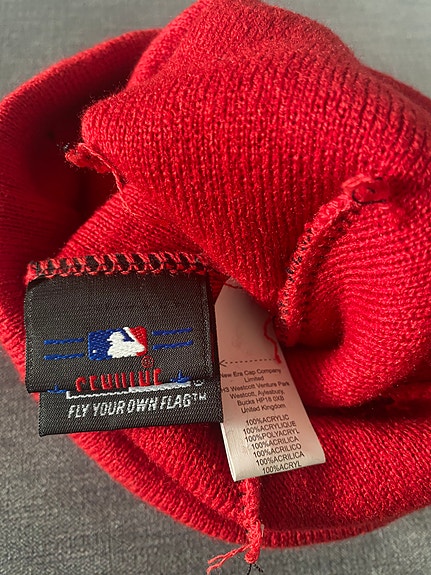 FLY YOUR OWN FLAG™
New Era Cap Company
Limited
Westcott Venture Park
Westcott, Aylesbury,
Bucks HP18 0XB
United Kingdom
100%ACRYLIC
100%ACRYLIQUE
100%POLYACRYL
100%ACRILICA
100%ACRILICO
100%ACRILICA
100%ACRYL